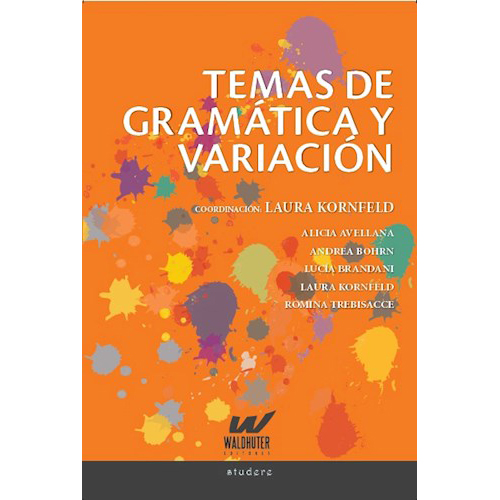 TEMAS DE
GRAMÁTICA Y
VARIACIÓN
COORDINACIÓN: LAURA KORNFELD
ALICIA AVELLANA
ANDREA BOHRN
LUCÍA BRANDANI
LAURA KORNFELD
ROMINA TREBISACCE
W
WALDHUTER
EDITORES
studere